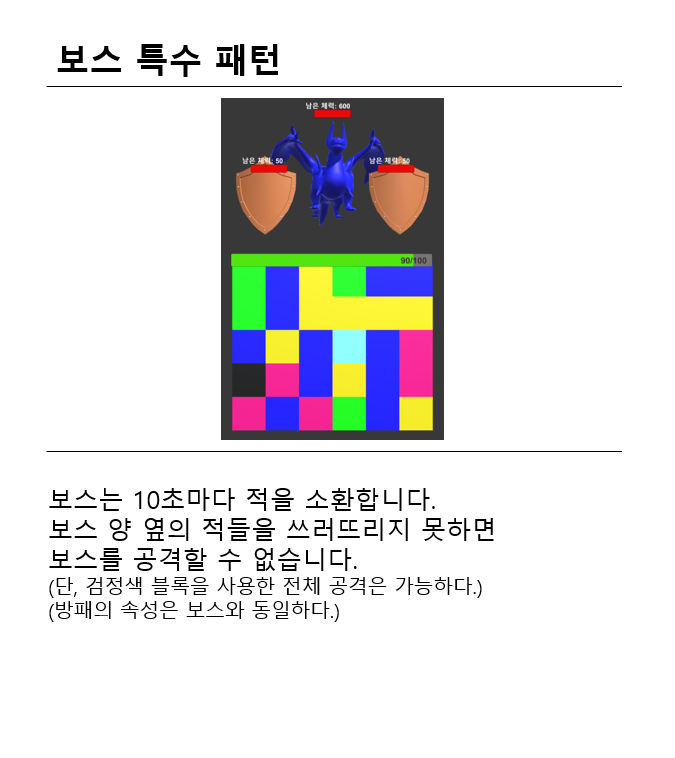 보스 특수 패턴
남은 체력: 600
남은 체력: 50
남은 체력: 50
90/100
보스는 10초마다 적을 소환합니다.
보스 양 옆의 적들을 쓰러뜨리지 못하면
보스를 공격할 수 없습니다.
(단, 검정색 블록을 사용한 전체 공격은 가능하다.)
(방패의 속성은 보스와 동일하다.)